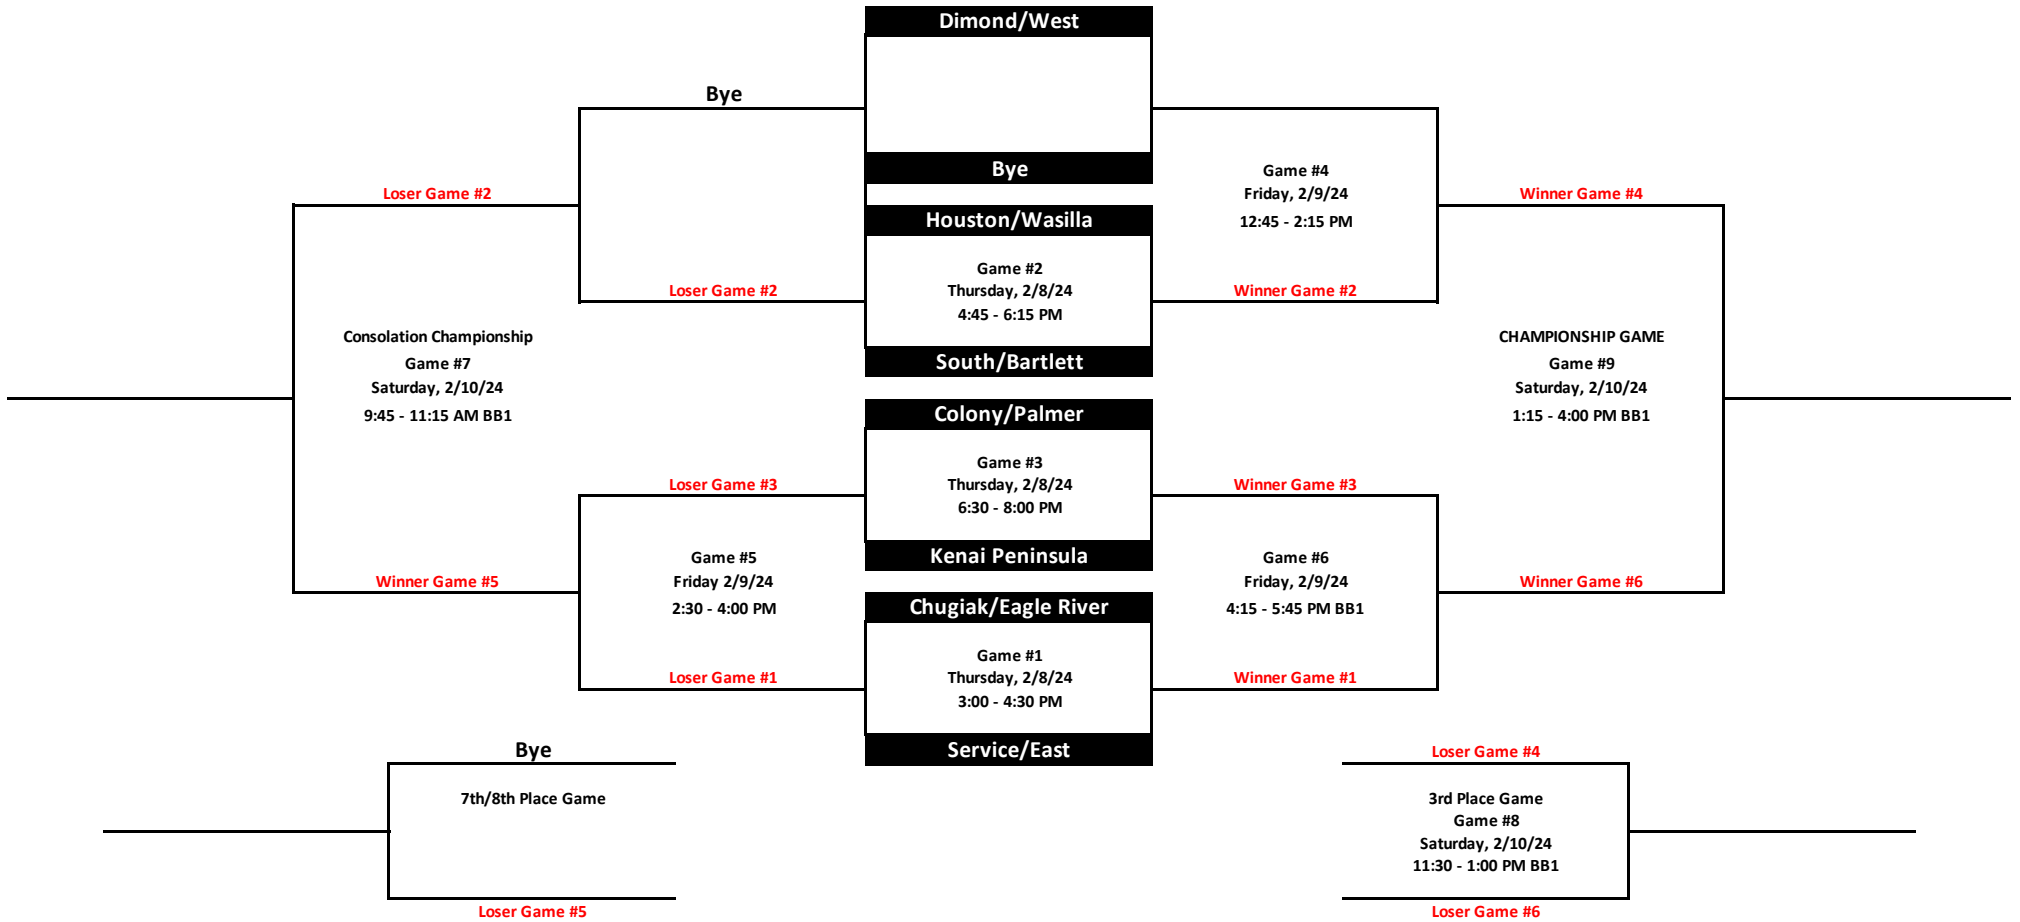 Dimond/West
Bye
Bye
Game #4
Friday, 2/9/24
12:45 - 2:15 PM
Loser Game #2
Winner Game #4
Houston/Wasilla
Game #2
Thursday, 2/8/24
4:45 - 6:15 PM
Loser Game #2
Winner Game #2
South/Bartlett
Consolation Championship
Game #7
Saturday, 2/10/24
9:45 - 11:15 AM BB1
CHAMPIONSHIP GAME
Game #9
Saturday, 2/10/24
1:15 - 4:00 PM BB1
Colony/Palmer
Game #3
Thursday, 2/8/24
6:30 - 8:00 PM
Loser Game #3
Winner Game #3
Kenai Peninsula
Game #5
Friday 2/9/24
2:30 - 4:00 PM
Game #6
Friday, 2/9/24
4:15 - 5:45 PM BB1
Winner Game #5
Winner Game #6
Chugiak/Eagle River
Game #1
Thursday, 2/8/24
3:00 - 4:30 PM
Loser Game #1
Winner Game #1
Service/East
Bye
7th/8th Place Game
Loser Game #5
Loser Game #4
3rd Place Game
Game #8
Saturday, 2/10/24
11:30 - 1:00 PM BB1
Loser Game #6